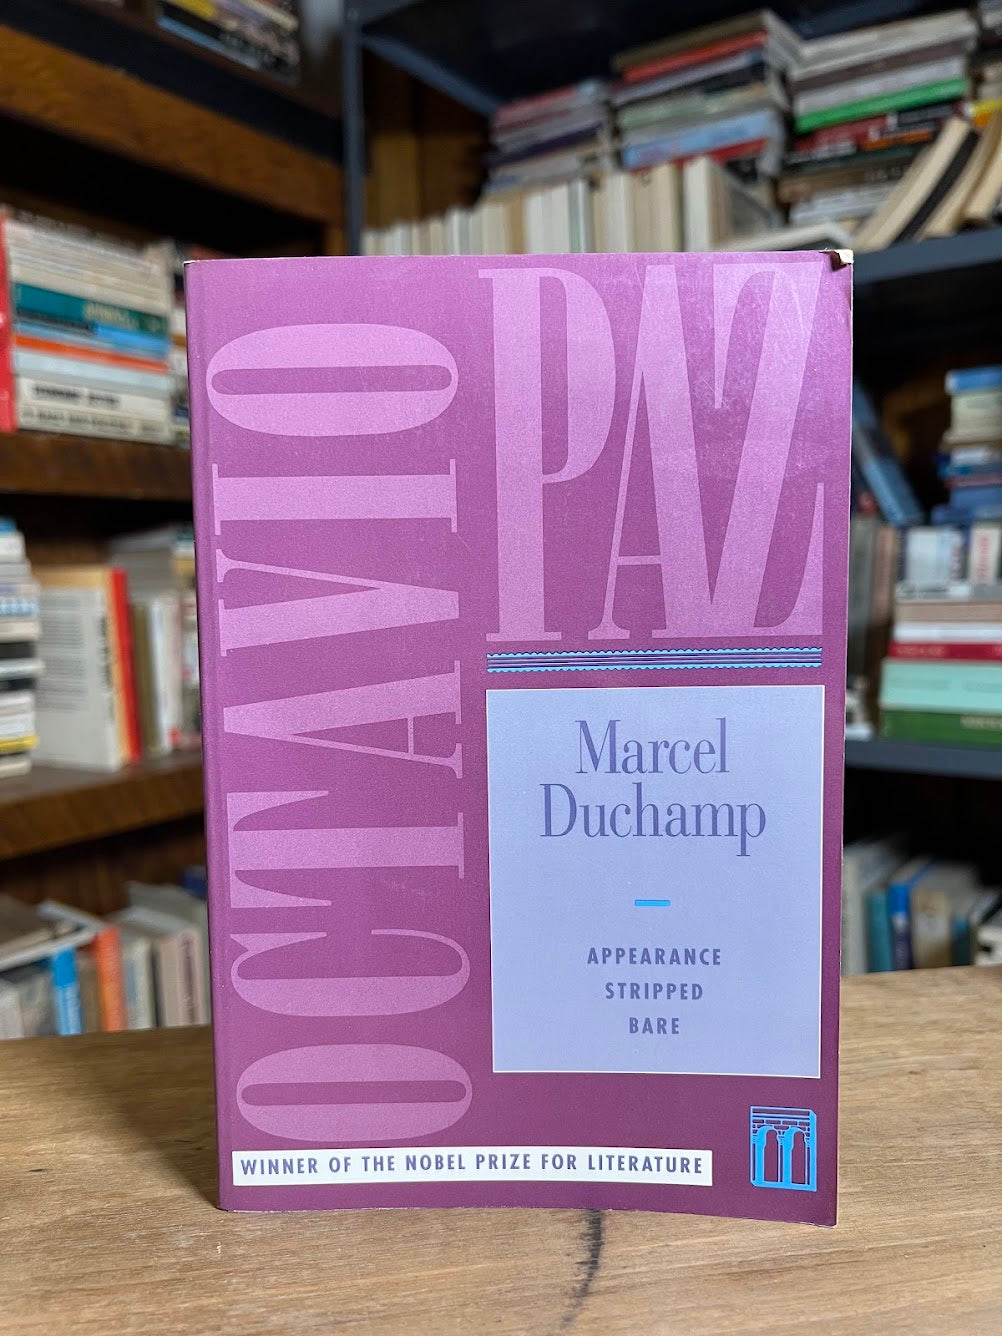 OCTAVIO
PAZ
Marcel
Duchamp
APPEARANCE
STRIPPED
BARE
WINNER OF THE NOBEL PRIZE FOR LITERATURE